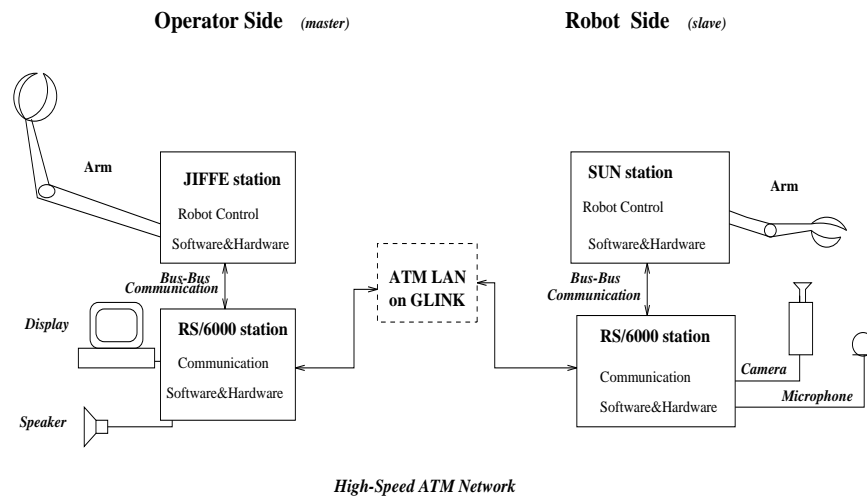 Operator Side (master)
Robot Side (slave)
Arm
JIFFE station
Robot Control
Software&Hardware
Bus-Bus
Communication
Display
RS/6000 station
Communication
Software&Hardware
Speaker
ATM LAN
on GLINK
SUN station
Robot Control
Software&Hardware
Arm
Bus-Bus
Communication
RS/6000 station
Communication
Software&Hardware
Camera
Microphone
High-Speed ATM Network